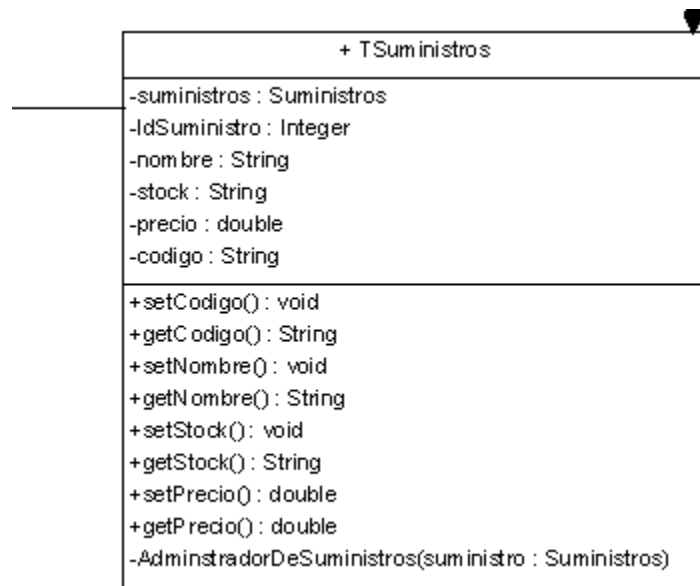 + TSuministros
-suministros : Suministros
-IdSuministro : Integer
-nombre : String
-stock : String
-precio : double
-codigo : String
+setCodigo() : void
+getCodigo() : String
+setNombre() : void
+getNombre() : String
+setStock() : void
+getStock() : String
+setPrecio() : double
+getPrecio() : double
-AdminstradorDeSuministros(suministro : Suministros)